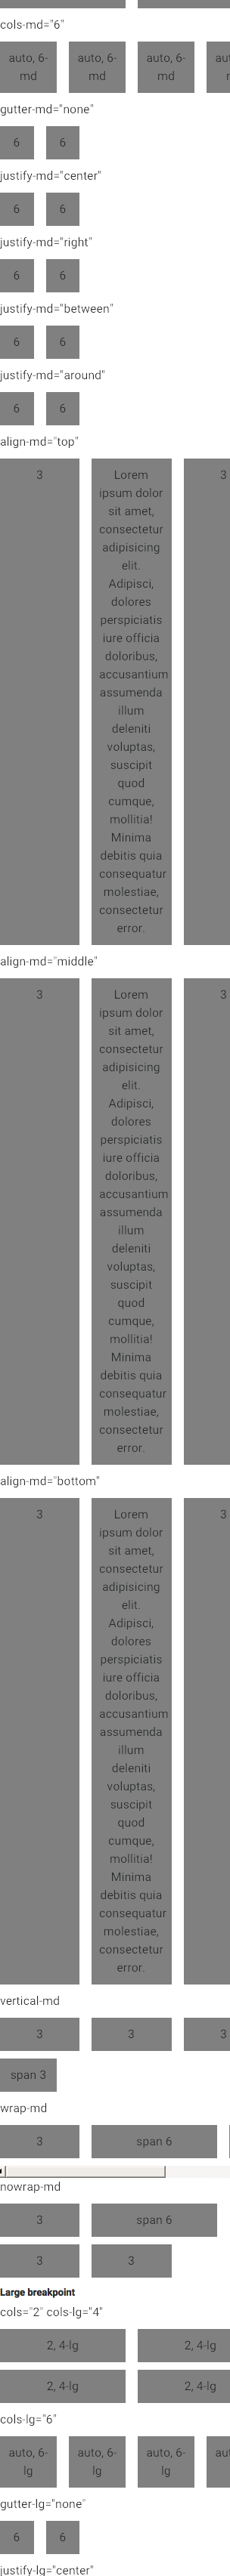 cols-md="6"
auto, 6- auto, 6- auto, 6-
md md md
gutter-md="none"
6 6
justify-md="center"
6 6
justify-md="right"
6 6
justify-md="between"
6 6
justify-md="around"
6 6
align-md="top"
3 Lorem 3
ipsum dolor
sit amet,
consectetur
adipisicing
elit.
Adipisci,
dolores
perspiciatis
iure officia
doloribus,
accusantium
assumenda
illum
deleniti
voluptas,
suscipit
quod
cumque,
mollitia!
Minima
debitis quia
consequatur
molestiae,
consectetur
error.
align-md="middle"
3 Lorem 3
ipsum dolor
sit amet,
consectetur
adipisicing
elit.
Adipisci,
dolores
perspiciatis
iure officia
doloribus,
accusantium
assumenda
illum
deleniti
voluptas,
suscipit
quod
cumque,
mollitia!
Minima
debitis quia
consequatur
molestiae,
consectetur
error.
align-md="bottom"
3 Lorem 3
ipsum dolor
sit amet,
consectetur
adipisicing
elit.
Adipisci,
dolores
perspiciatis
iure officia
doloribus,
accusantium
assumenda
illum
deleniti
voluptas,
suscipit
quod
cumque,
mollitia!
Minima
debitis quia
consequatur
molestiae,
consectetur
error.
vertical-md
3 3 3
span 3
wrap-md
3 span 6
nowrap-md
3 span 6
3 3
Large breakpoint
cols="2" cols-lg="4"
2, 4-lg 2, 4-lg
2, 4-lg 2, 4-lg
cols-lg="6"
auto, 6- auto, 6- auto, 6-
lg lg lg
gutter-lg="none"
6 6
justify-lg="center"